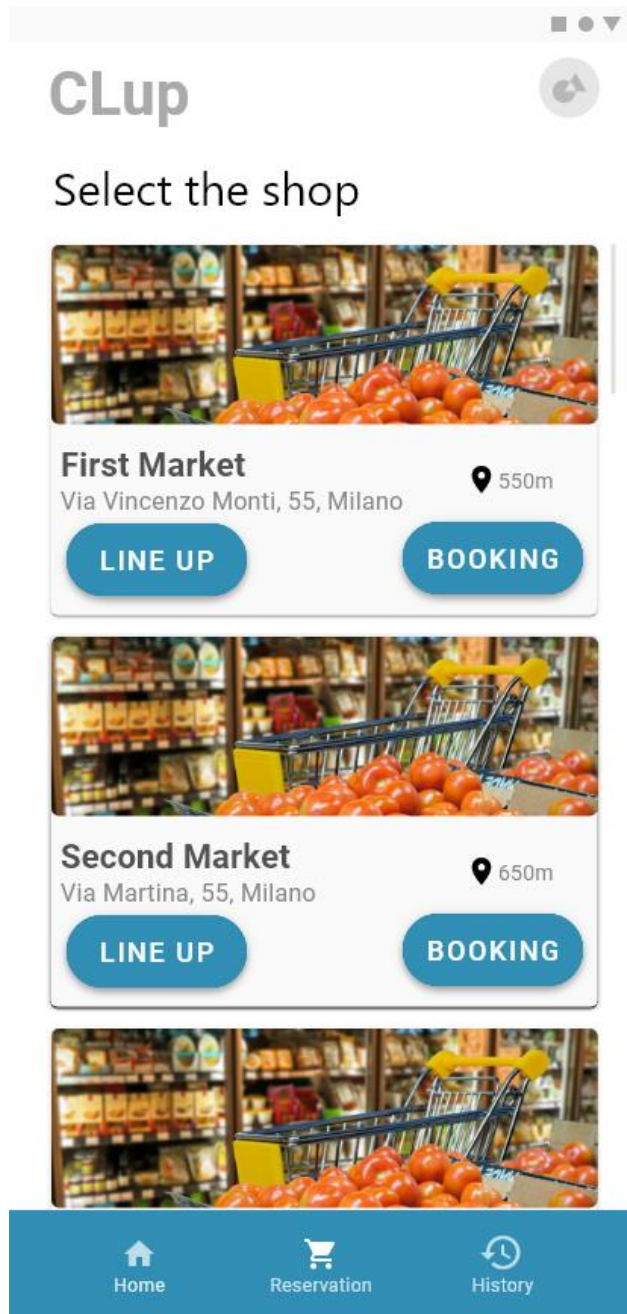 CLup
Select the shop
First Market
550m
Via Vincenzo Monti, 55, Milano
LINE UP
BOOKING
Second Market
650m
Via Martina, 55, Milano
LINE UP
BOOKING
Home
Reservation
History